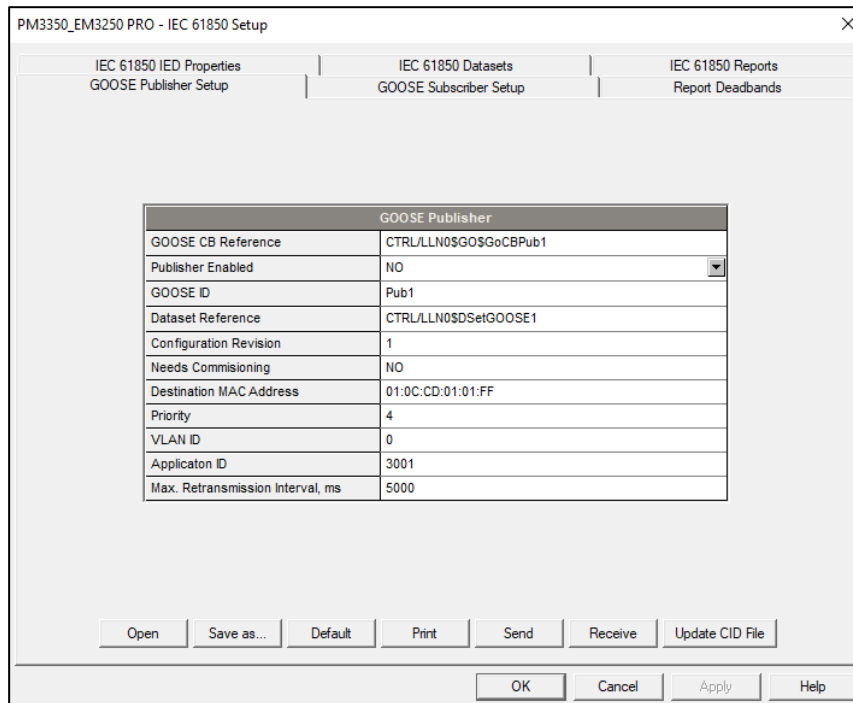 PM3350_EM3250 PRO - IEC 61850 Setup
IEC 61850 IED Properties
IEC 61850 Datasets
IEC 61850 Reports
GOOSE Publisher Setup
GOOSE Subscriber Setup
Report Deadbands
GOOSE Publisher
GOOSE CB Reference CTRL/LLN0$GO$GoCBPub1
Publisher Enabled NO
GOOSE ID Pub1
Dataset Reference CTRL/LLN0$DSetGOOSE1
Configuration Revision 1
Needs Commisioning NO
Destination MAC Address 01:0C:CD:01:01:FF
Priority 4
VLAN ID 0
Applicaton ID 3001
Max. Retransmission Interval, ms 5000
Open Save as... Default Print Send Receive Update CID File
OK Cancel Apply Help